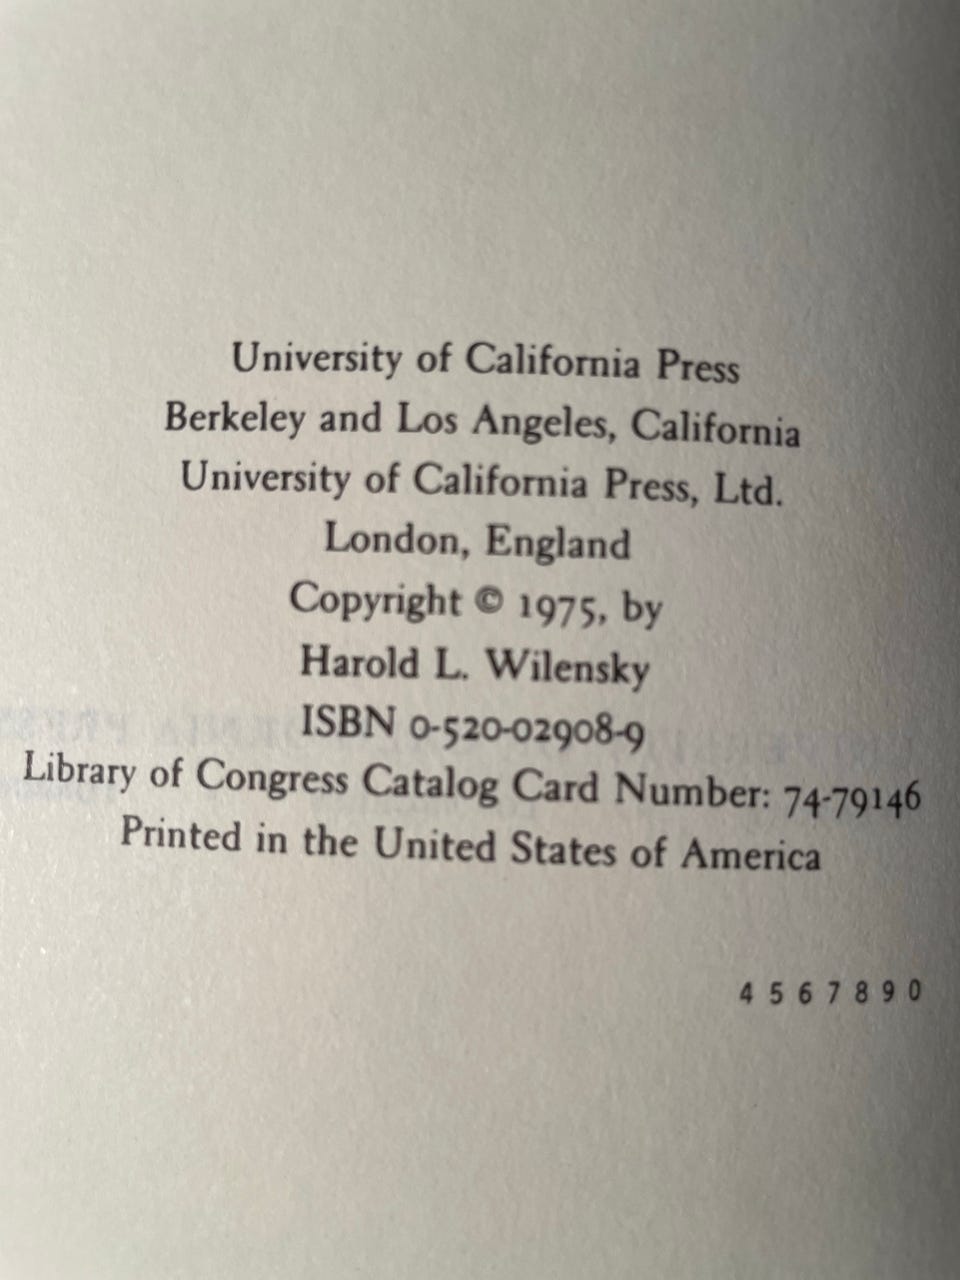 University of California Press
Berkeley and Los Angeles, California
University of California Press, Ltd.
London, England
Copyright © 1975, by
Harold L. Wilensky
ISBN 0-520-02908-9
Library of Congress Catalog Card Number: 74-79146
Printed in the United States of America
4 5 6 7 8 9 0